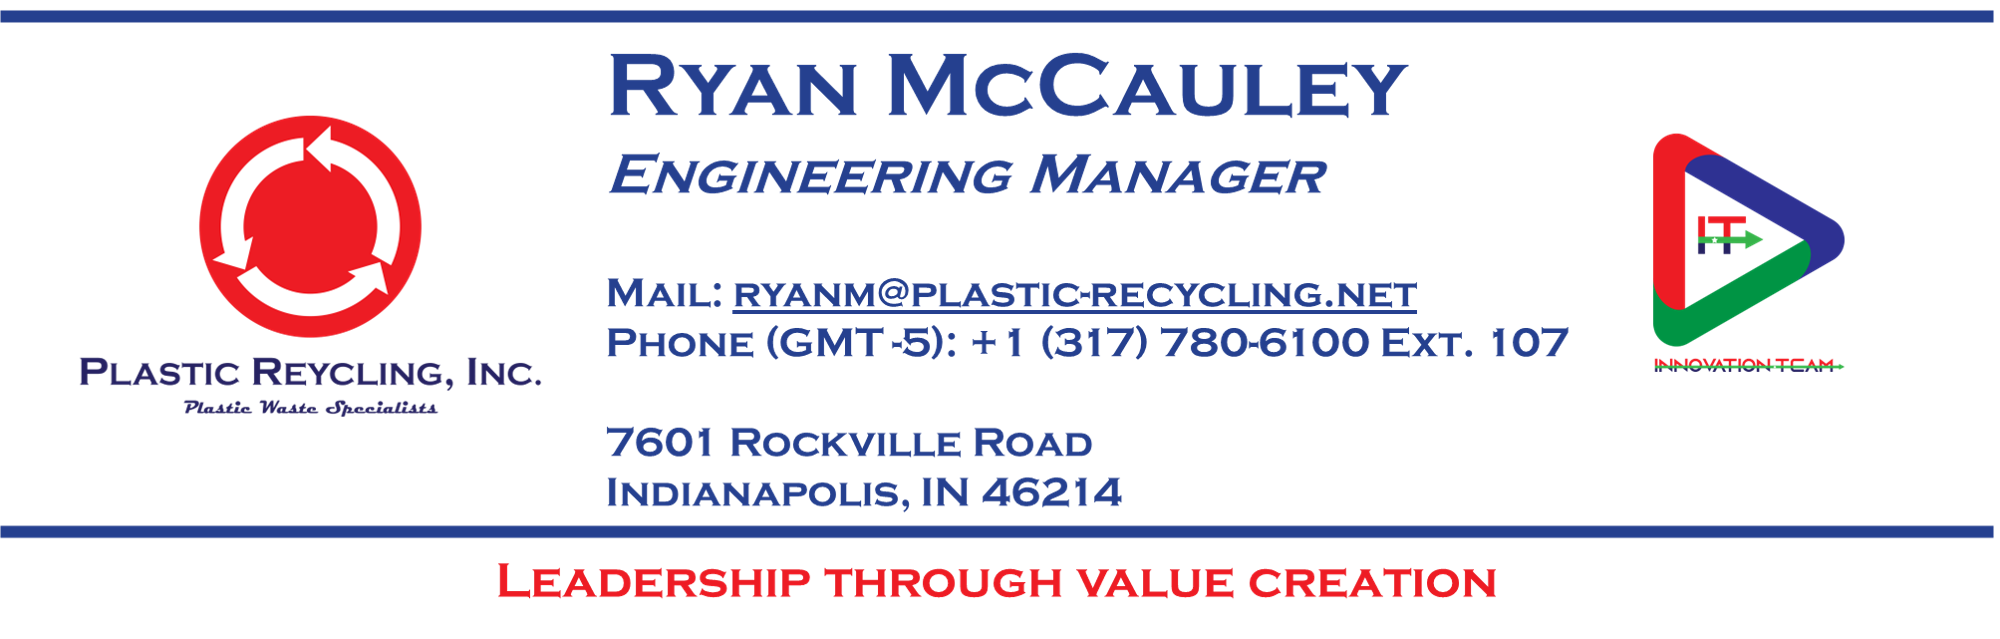 Ryan McCauley
Engineering Manager
Mail: ryanm@plastic-recycling.net
Phone (GMT -5): +1 (317) 780-6100 Ext. 107
7601 Rockville Road
Indianapolis, IN 46214
Plastic Reycling, Inc.
Plastic Waste Specialists
IT
INNOVATION TEAM
Leadership through value creation